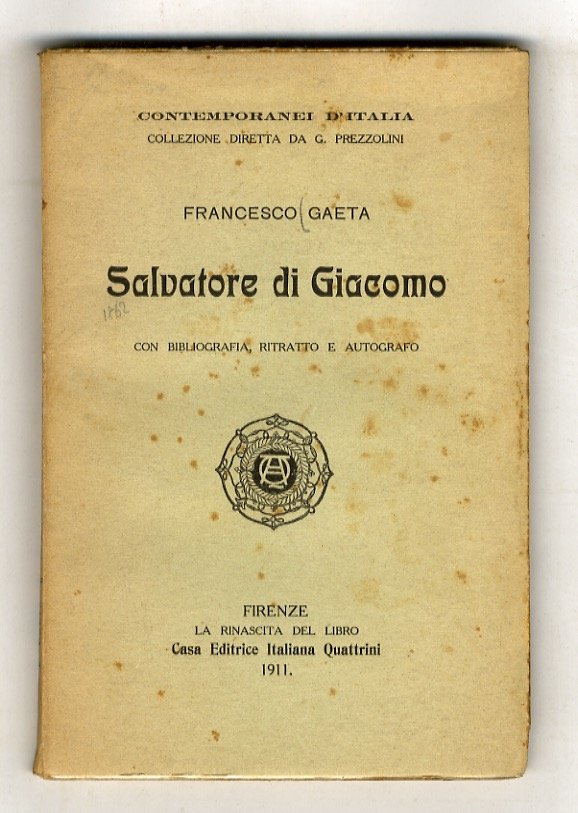 CONTEMPORANEI D'ITALIA
COLLEZIONE DIRETTA DA G. PREZZOLINI
FRANCESCO GAETA
Salvatore di Giacomo
1862
CON BIBLIOGRAFIA, RITRATTO E AUTOGRAFO
FIRENZE
LA RINASCITA DEL LIBRO
Casa Editrice Italiana Quattrini
1911.